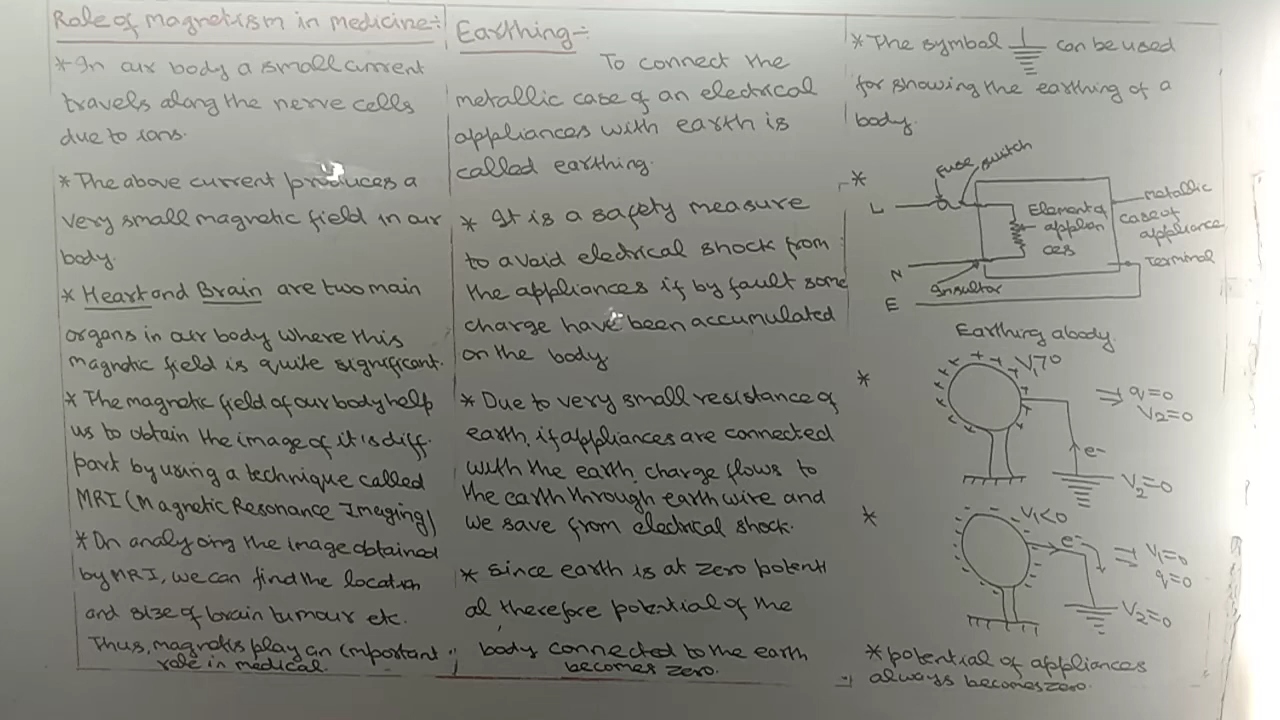 Role of magnetism in medicine:-
* In our body a small current
travels along the nerve cells
due to ions.
* The above current produces a
very small magnetic field in our
body.
* Heart and Brain are two main
organs in our body where this
magnetic field is quite significant.
* The magnetic field of our body help
us to obtain the image of it's diff.
part by using a technique called
MRI (Magnetic Resonance Imaging)
* On analysing the image obtained
by MRI, we can find the location
and size of brain tumour etc.
Thus, magnetis play an important
role in medical.
Earthing:-
To connect the
metallic case of an electrical
appliances with earth is
called earthing.
* It is a safety measure
to avoid electrical shock from
the appliances if by fault some
charge have been accumulated
on the body
* Due to very small resistance of
earth, if appliances are connected
with the earth, charge flows to
the earth through earth wire and
we save from electrical shock.
* Since earth is at zero potenti
al, therefore potential of the
body connected to the earth
becomes zero.
* The symbol can be used
for showing the earthing of a
body.
*
Fuse switch
L
Element of
applian
ces
metallic
case of
appliance
Terminal
N
Insultor
E
Earthing a body
*
+ + + + + + + + + + +
V1>0
⇒ q=0
V2=0
e-
V2=0
*
- - - - - - - - - -
V1<0
e-
⇒ V1=0
q=0
V2=0
* potential of appliances
always becomes zero.